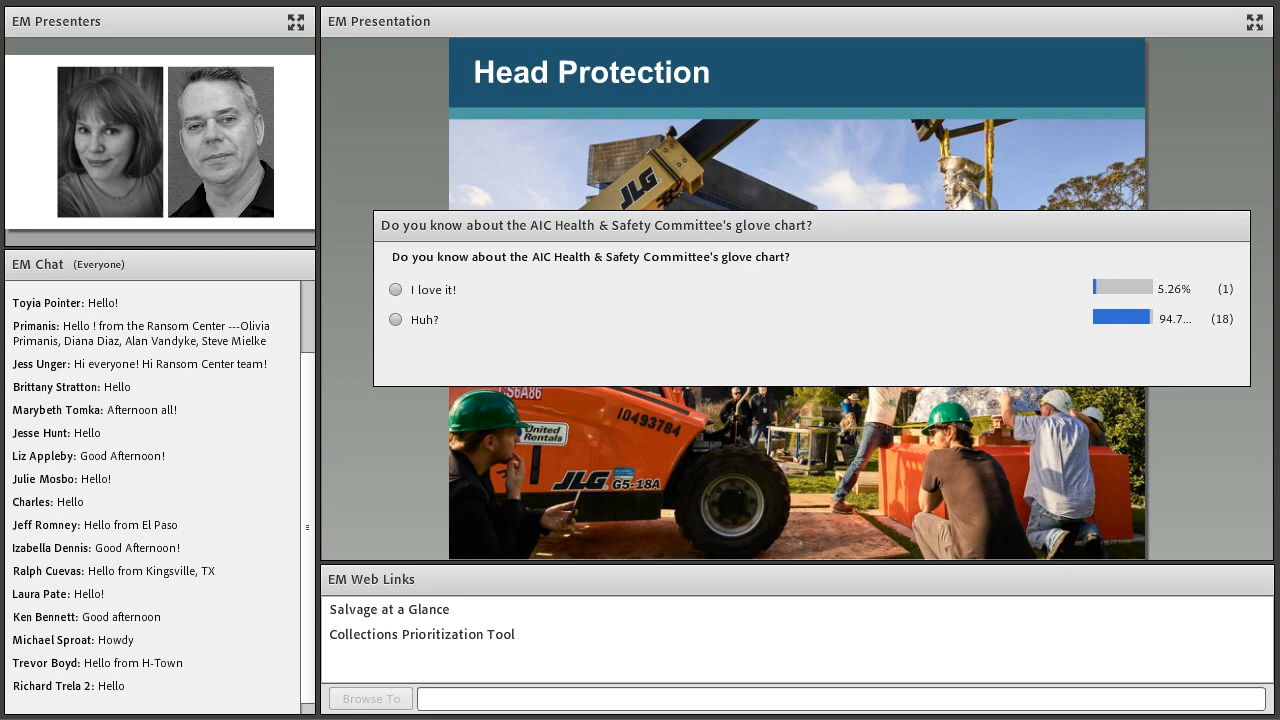 EM Presenters
EM Chat (Everyone)
Toyia Pointer: Hello!
Primanis: Hello ! from the Ransom Center ---Olivia
Primanis, Diana Diaz, Alan Vandyke, Steve Mielke
Jess Unger: Hi everyone! Hi Ransom Center team!
Brittany Stratton: Hello
Marybeth Tomka: Afternoon all!
Jesse Hunt: Hello
Liz Appleby: Good Afternoon!
Julie Mosbo: Hello!
Charles: Hello
Jeff Romney: Hello from El Paso
Izabella Dennis: Good Afternoon!
Ralph Cuevas: Hello from Kingsville, TX
Laura Pate: Hello!
Ken Bennett: Good afternoon
Michael Sproat: Howdy
Trevor Boyd: Hello from H-Town
Richard Trela 2: Hello
EM Presentation
Head Protection
JLG
Do you know about the AIC Health & Safety Committee's glove chart?
Do you know about the AIC Health & Safety Committee's glove chart?
I love it! 5.26% (1)
Huh? 94.7... (18)
CS6A86
10493784
United
Rentals
JLG G5-18A
EM Web Links
Salvage at a Glance
Collections Prioritization Tool
Browse To